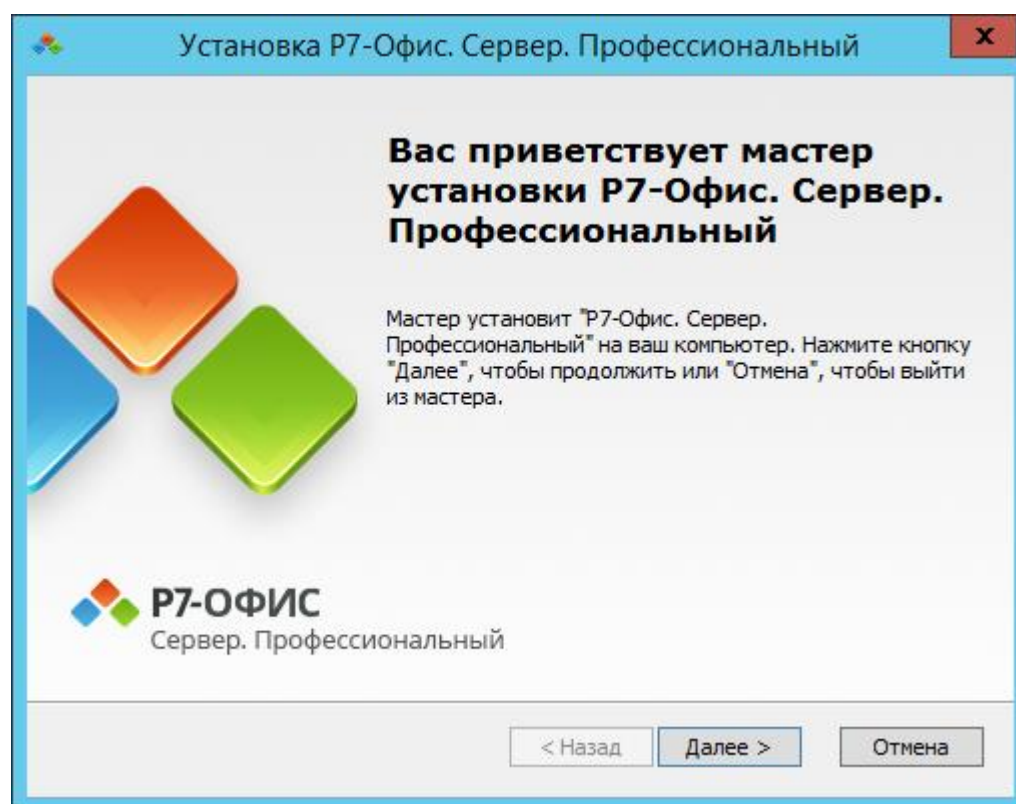 Установка Р7-Офис. Сервер. Профессиональный
x
Вас приветствует мастер
установки Р7-Офис. Сервер.
Профессиональный
Мастер установит "Р7-Офис. Сервер.
Профессиональный" на ваш компьютер. Нажмите кнопку
"Далее", чтобы продолжить или "Отмена", чтобы выйти
из мастера.
Р7-ОФИС
Сервер. Профессиональный
< Назад Далее > Отмена